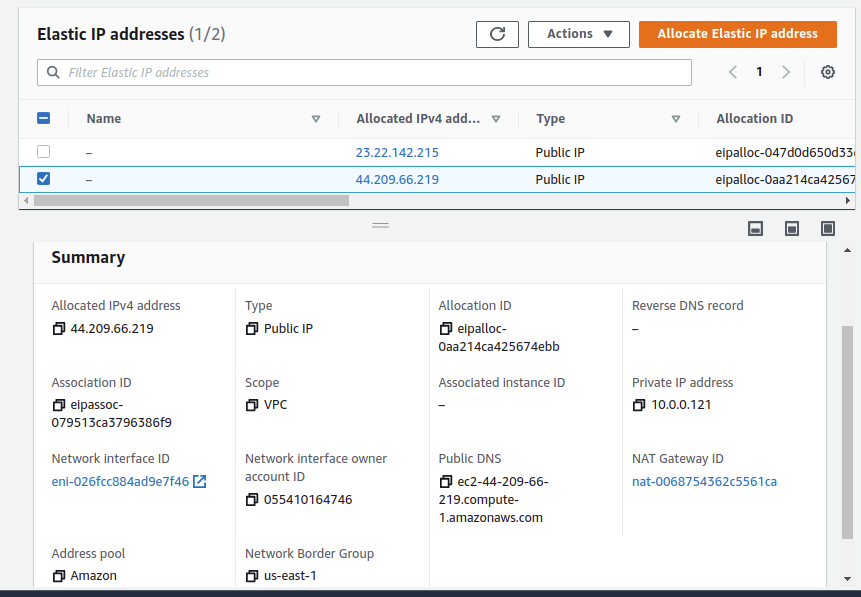 Elastic IP addresses (1/2)
Actions
Allocate Elastic IP address
Filter Elastic IP addresses
1
Name Allocated IPv4 add... Type Allocation ID
– 23.22.142.215 Public IP eipalloc-047d0d650d33
– 44.209.66.219 Public IP eipalloc-0aa214ca42567
Summary
Allocated IPv4 address
44.209.66.219
Type
Public IP
Allocation ID
eipalloc-
0aa214ca425674ebb
Reverse DNS record
–
Association ID
eipassoc-
079513ca3796386f9
Scope
VPC
Associated instance ID
–
Private IP address
10.0.0.121
Network interface ID
eni-026fcc884ad9e7f46
Network interface owner
account ID
055410164746
Public DNS
ec2-44-209-66-
219.compute-
1.amazonaws.com
NAT Gateway ID
nat-0068754362c5561ca
Address pool
Amazon
Network Border Group
us-east-1